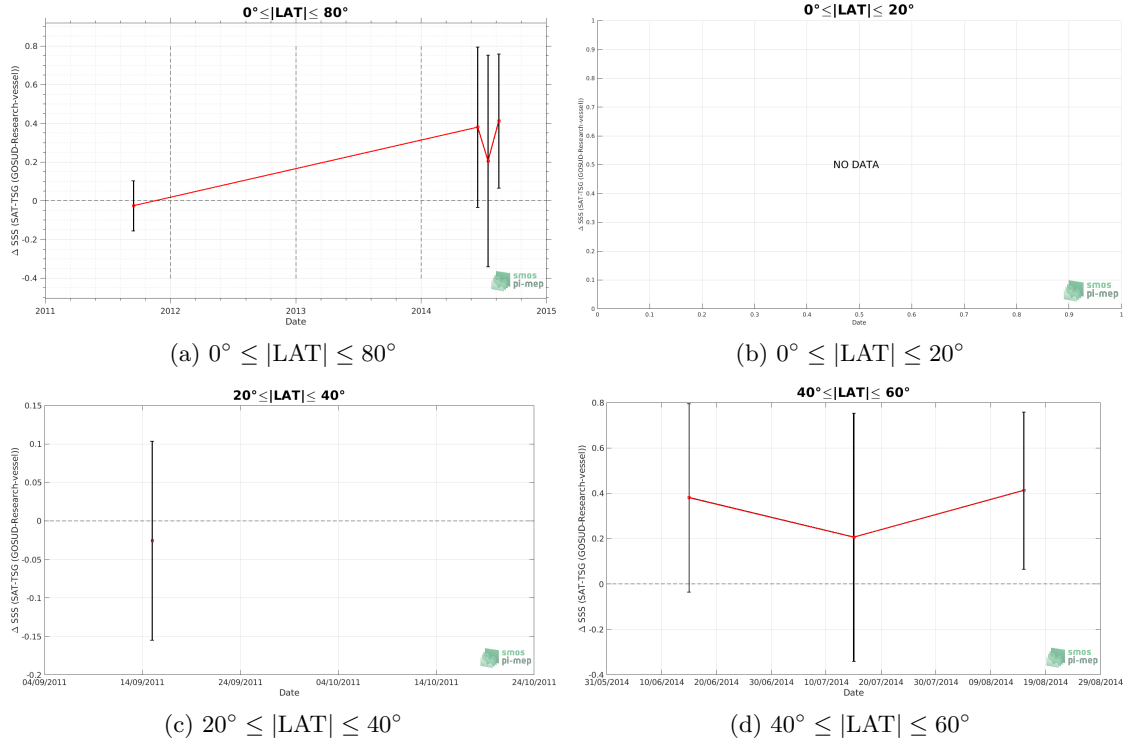 0°≤|LAT|≤ 80°
Δ SSS (SAT-TSG (GOSUD-Research-vessel))
0.8
0.6
0.4
0.2
0
-0.2
-0.4
2011
2012
2013
2014
2015
Date
smos
pi-mep
(a) 0° ≤ |LAT| ≤ 80°
0°≤|LAT|≤ 20°
Δ SSS (SAT-TSG (GOSUD-Research-vessel))
1
0.9
0.8
0.7
0.6
0.5
0.4
0.3
0.2
0.1
0
NO DATA
0
0.1
0.2
0.3
0.4
0.5
0.6
0.7
0.8
0.9
1
Date
smos
pi-mep
(b) 0° ≤ |LAT| ≤ 20°
20°≤|LAT|≤ 40°
Δ SSS (SAT-TSG (GOSUD-Research-vessel))
0.15
0.1
0.05
0
-0.05
-0.1
-0.15
-0.2
04/09/2011
14/09/2011
24/09/2011
04/10/2011
14/10/2011
24/10/2011
Date
smos
pi-mep
(c) 20° ≤ |LAT| ≤ 40°
40°≤|LAT|≤ 60°
Δ SSS (SAT-TSG (GOSUD-Research-vessel))
0.8
0.6
0.4
0.2
0
-0.2
-0.4
31/05/2014
10/06/2014
20/06/2014
30/06/2014
10/07/2014
20/07/2014
30/07/2014
09/08/2014
19/08/2014
29/08/2014
Date
smos
pi-mep
(d) 40° ≤ |LAT| ≤ 60°